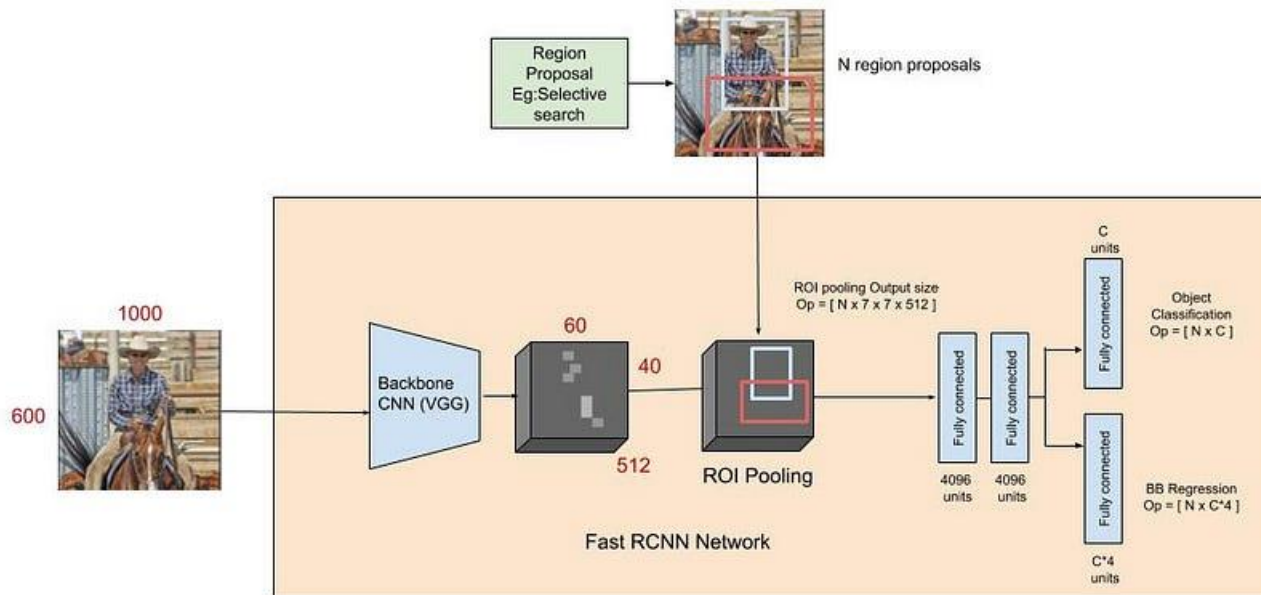 Region
Proposal
Eg:Selective
search
N region proposals
1000
600
Backbone
CNN (VGG)
60
40
512
ROI pooling Output size
Op = [ N x 7 x 7 x 512 ]
ROI Pooling
Fully connected
4096
units
Fully connected
4096
units
C
units
Fully connected
Object
Classification
Op = [ N x C ]
Fully connected
C*4
units
BB Regression
Op = [ N x C*4 ]
Fast RCNN Network